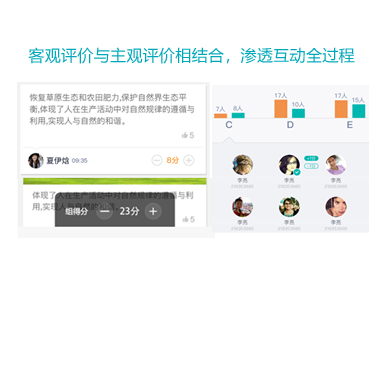 客观评价与主观评价相结合，渗透互动全过程
恢复草原生态和农田肥力,保护自然界生态平
衡,体现了人在生产活动中对自然规律的遵循与
利用,实现人与自然的和谐。
5
夏伊焓 09:35
8分
体现了人在生产活动中对自然规律的遵循与
利用,实现人与自然的和谐。
5
组得分 — 23分 +
7人 8人 17人 10人 17人 15人
C D E
李亮 李亮 李亮
李亮 李亮 李亮